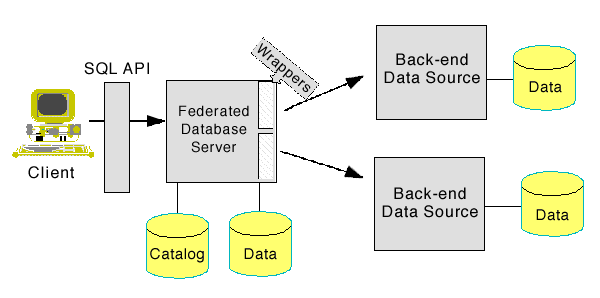 SQL API
Client
Federated
Database
Server
Wrappers
Back-end
Data Source
Data
Back-end
Data Source
Data
Catalog
Data